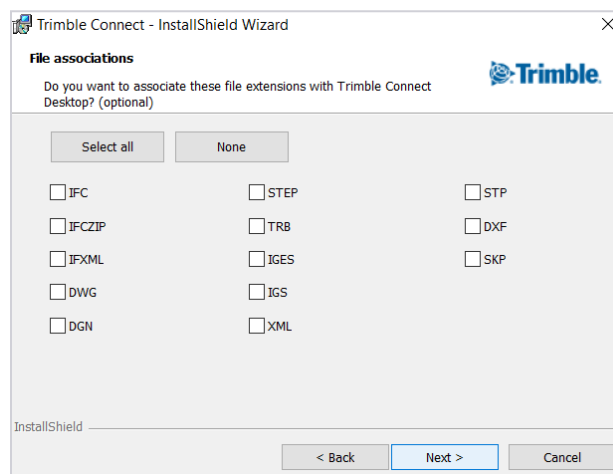 Trimble Connect - InstallShield Wizard
File associations
Do you want to associate these file extensions with Trimble Connect
Desktop? (optional)
Trimble.
Select all None
IFC STEP STP
IFCZIP TRB DXF
IFXML IGES SKP
DWG IGS
DGN XML
InstallShield
< Back Next > Cancel